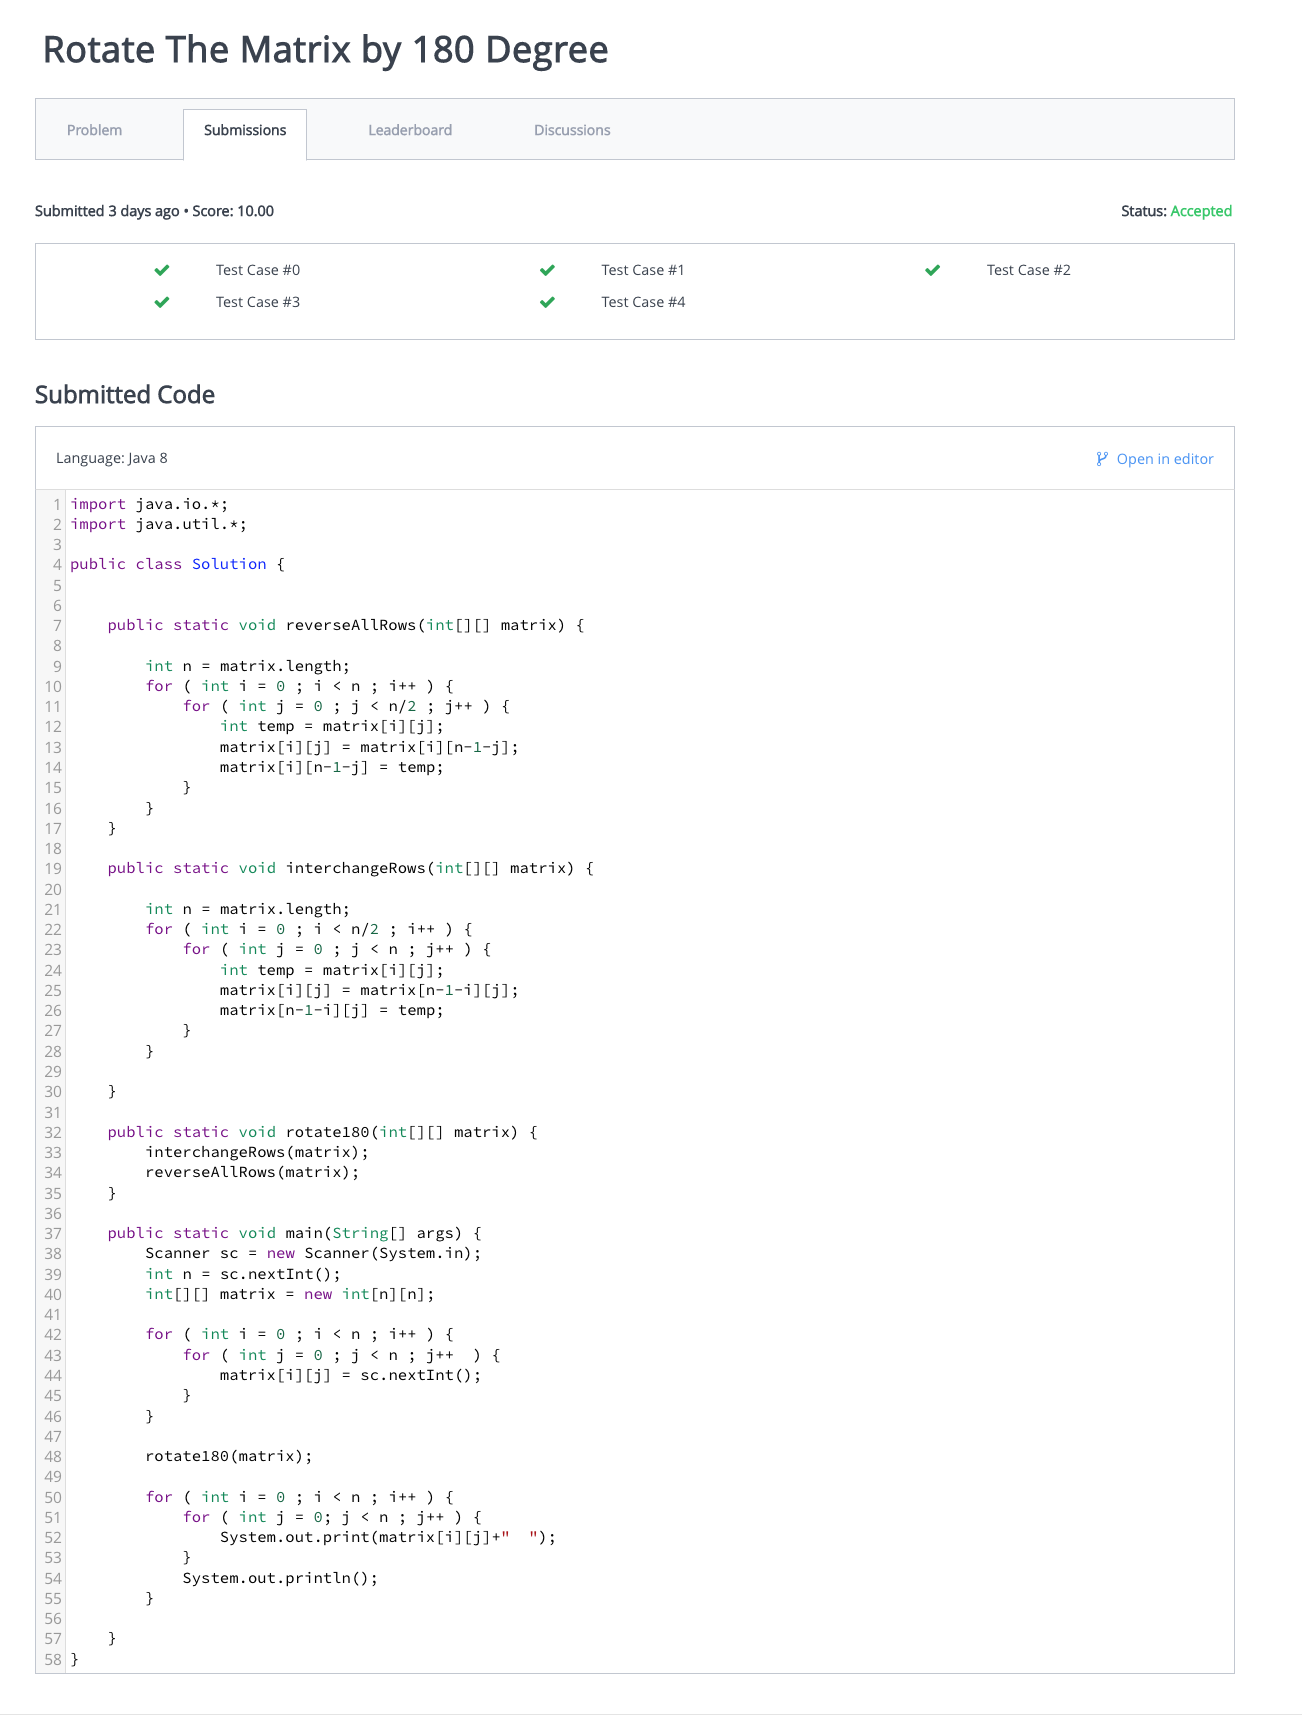 Rotate The Matrix by 180 Degree
Problem Submissions Leaderboard Discussions
Submitted 3 days ago • Score: 10.00 Status: Accepted
Test Case #0 Test Case #1 Test Case #2
Test Case #3 Test Case #4
Submitted Code
Language: Java 8 Open in editor
1 import java.io.*;
2 import java.util.*;
3
4 public class Solution {
5
6
7     public static void reverseAllRows(int[][] matrix) {
8
9         int n = matrix.length;
10         for ( int i = 0 ; i < n ; i++ ) {
11             for ( int j = 0 ; j < n/2 ; j++ ) {
12                 int temp = matrix[i][j];
13                 matrix[i][j] = matrix[i][n-1-j];
14                 matrix[i][n-1-j] = temp;
15             }
16         }
17     }
18
19     public static void interchangeRows(int[][] matrix) {
20
21         int n = matrix.length;
22         for ( int i = 0 ; i < n/2 ; i++ ) {
23             for ( int j = 0 ; j < n ; j++ ) {
24                 int temp = matrix[i][j];
25                 matrix[i][j] = matrix[n-1-i][j];
26                 matrix[n-1-i][j] = temp;
27             }
28         }
29
30     }
31
32     public static void rotate180(int[][] matrix) {
33         interchangeRows(matrix);
34         reverseAllRows(matrix);
35     }
36
37     public static void main(String[] args) {
38         Scanner sc = new Scanner(System.in);
39         int n = sc.nextInt();
40         int[][] matrix = new int[n][n];
41
42         for ( int i = 0 ; i < n ; i++ ) {
43             for ( int j = 0 ; j < n ; j++  ) {
44                 matrix[i][j] = sc.nextInt();
45             }
46         }
47
48         rotate180(matrix);
49
50         for ( int i = 0 ; i < n ; i++ ) {
51             for ( int j = 0; j < n ; j++ ) {
52                 System.out.print(matrix[i][j]+"  ");
53             }
54             System.out.println();
55         }
56
57     }
58 }